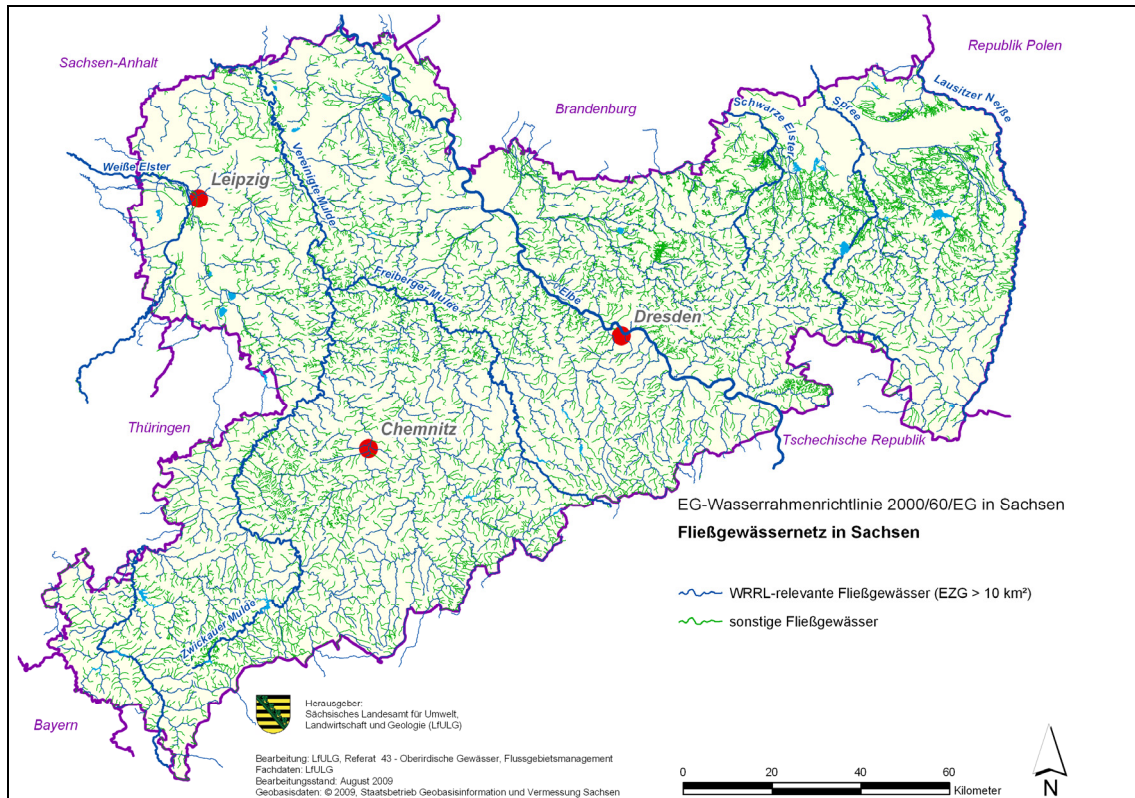 Republik Polen
Sachsen-Anhalt
Lausitzer Neiße
Brandenburg
Schwarze Elster
Spree
Weiße Elster
Vereinigte Mulde
Leipzig
Freiberger Mulde
Elbe
Dresden
Thüringen
Chemnitz
Tschechische Republik
EG-Wasserrahmenrichtlinie 2000/60/EG in Sachsen
Fließgewässernetz in Sachsen
WRRL-relevante Fließgewässer (EZG > 10 km²)
sonstige Fließgewässer
Zwickauer Mulde
Bayern
Herausgeber:
Sächsisches Landesamt für Umwelt,
Landwirtschaft und Geologie (LfULG)
Bearbeitung: LfULG, Referat 43 - Oberirdische Gewässer, Flussgebietsmanagement
Fachdaten: LfULG
Bearbeitungsstand: August 2009
Geobasisdaten: © 2009, Staatsbetrieb Geobasisinformation und Vermessung Sachsen
0 20 40 60
Kilometer
N